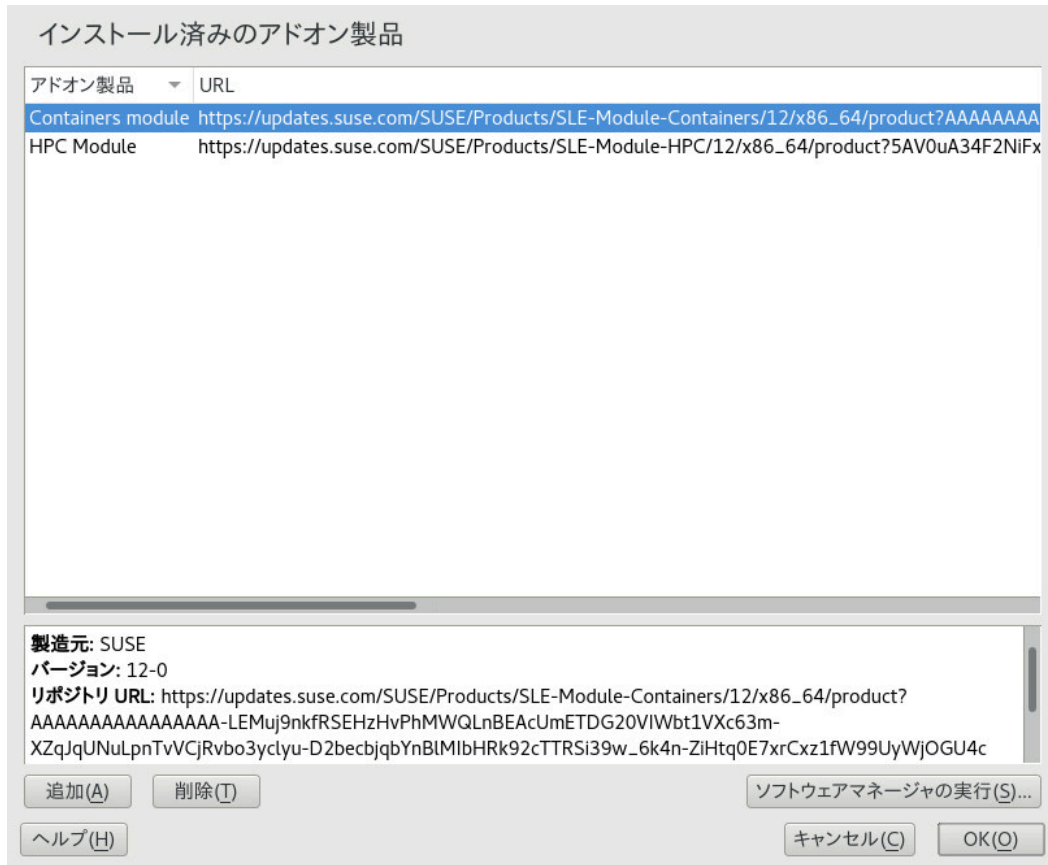 インストール済みのアドオン製品
アドオン製品 URL
Containers module https://updates.suse.com/SUSE/Products/SLE-Module-Containers/12/x86_64/product?AAAAAAAA
HPC Module https://updates.suse.com/SUSE/Products/SLE-Module-HPC/12/x86_64/product?5AV0uA34F2NiFx
製造元: SUSE
バージョン: 12-0
リポジトリ URL: https://updates.suse.com/SUSE/Products/SLE-Module-Containers/12/x86_64/product?
AAAAAAAAAAAAAAAA-LEMuj9nkfRSEHzHvPhMWQLnBEAcUmETDG20VIWbt1VXc63m-
XZqJqUNuLpnTvVCjRvbo3yclyu-D2becbjqbYnBlMIbHRk92cTTRSi39w_6k4n-ZiHtq0E7xrCxz1fW99UyWjOGU4c
追加(A) 削除(T) ソフトウェアマネージャの実行(S)...
ヘルプ(H) キャンセル(C) OK(O)